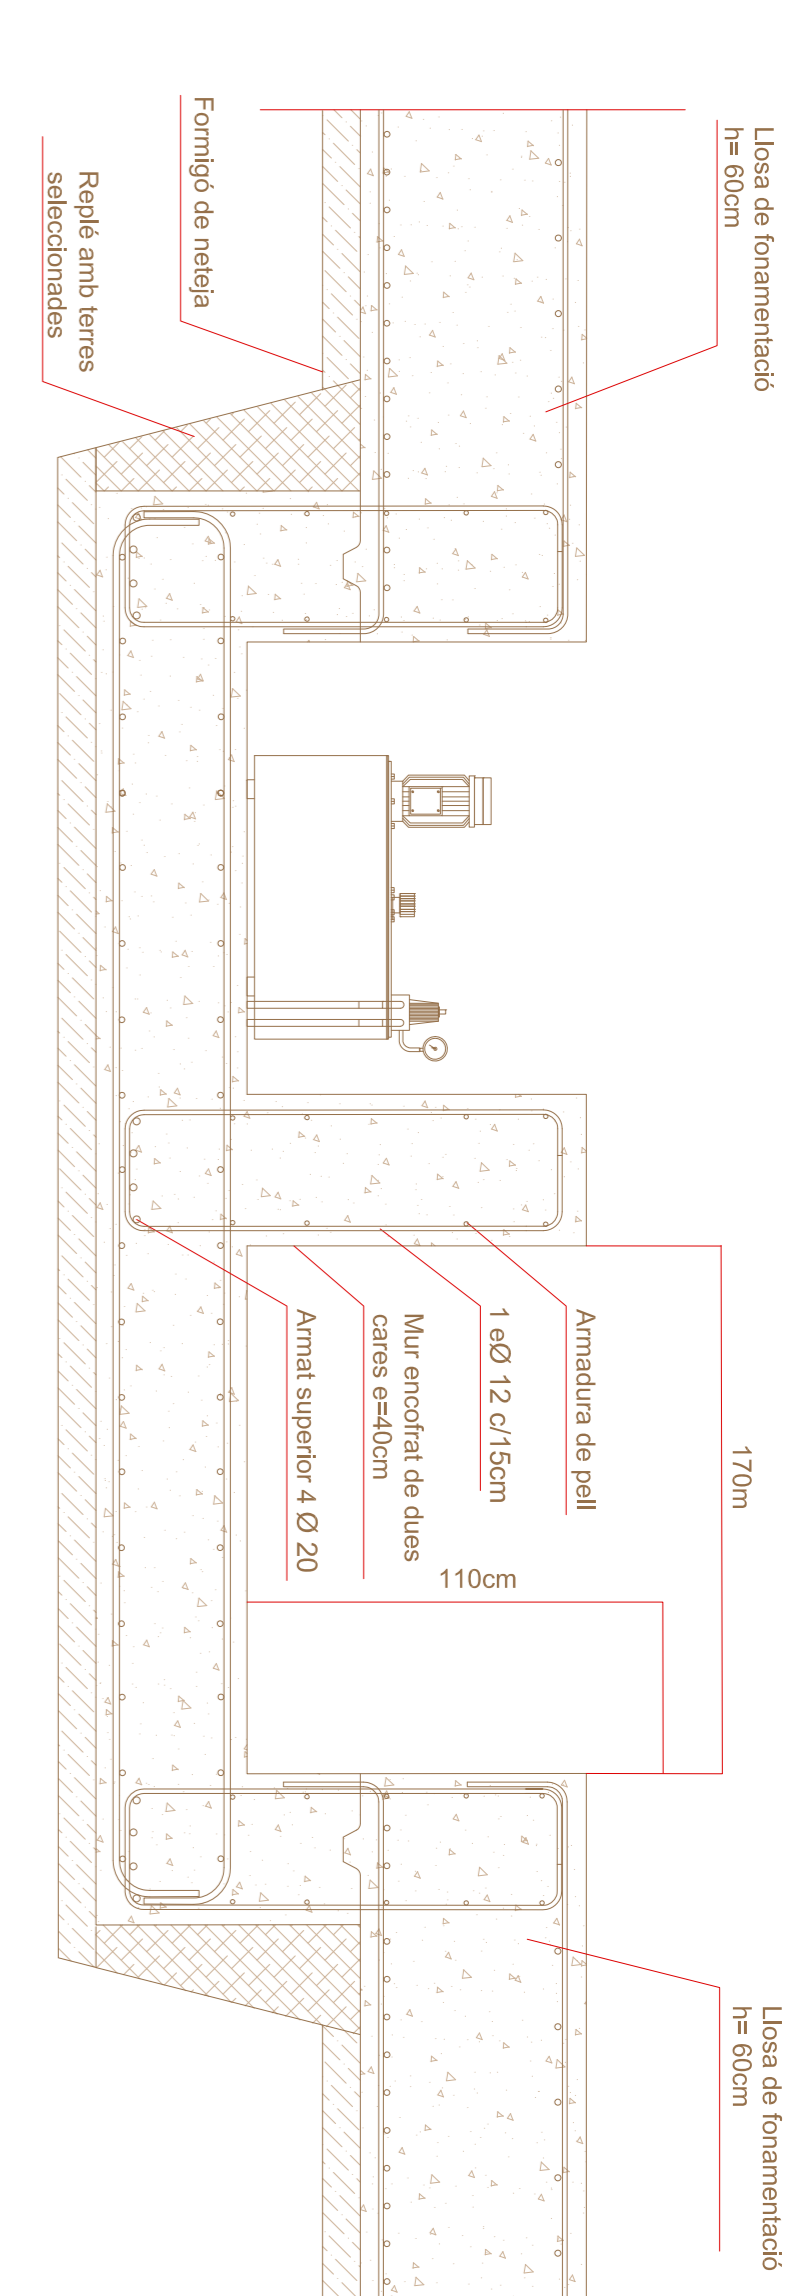 Llosa de fonamentació
h= 60cm
Formigó de neteja
Replé amb terres
seleccionades
Armadura de pell
1 eØ 12 c/15cm
Mur encofrat de dues
cares e=40cm
Armat superior 4 Ø 20
170m
110cm
Llosa de fonamentació
h= 60cm